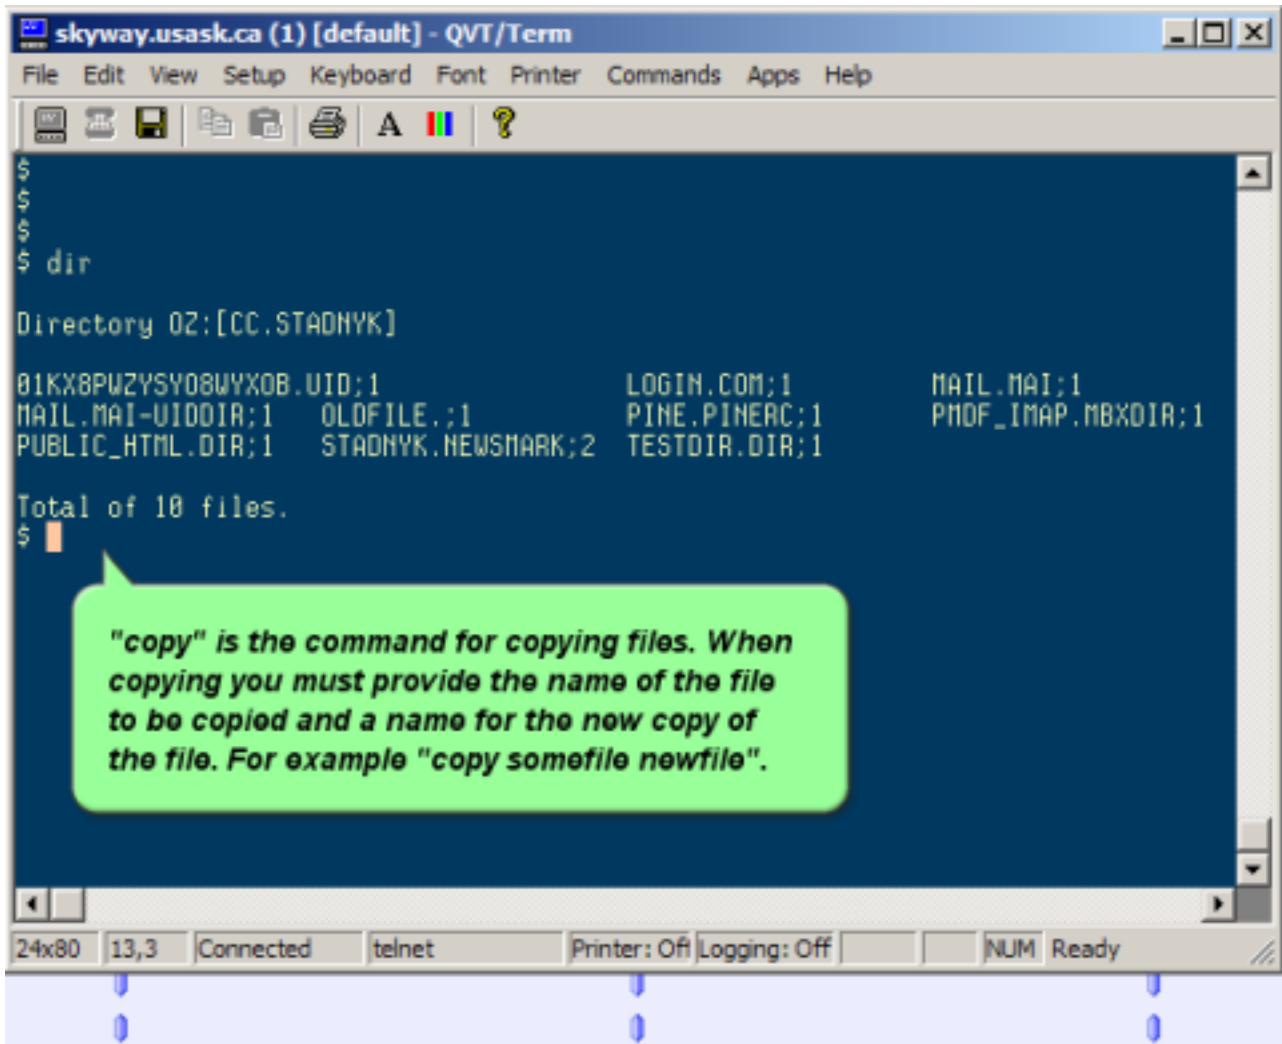 skyway.usask.ca (1) [default] - QVT/Term
File Edit View Setup Keyboard Font Printer Commands Apps Help
$
$
$
$ dir
Directory OZ:[CC.STADNYK]
01KX8PWZYSYO8WYXOB.UID;1 LOGIN.COM;1 MAIL.MAI;1
MAIL.MAI-UIDDIR;1 OLDFILE.;1 PINE.PINERC;1 PMDF_IMAP.MBXDIR;1
PUBLIC_HTML.DIR;1 STADNYK.NEWSMARK;2 TESTDIR.DIR;1
Total of 10 files.
$
"copy" is the command for copying files. When
copying you must provide the name of the file
to be copied and a name for the new copy of
the file. For example "copy somefile newfile".
24x80 13,3 Connected telnet Printer: Off Logging: Off NUM Ready